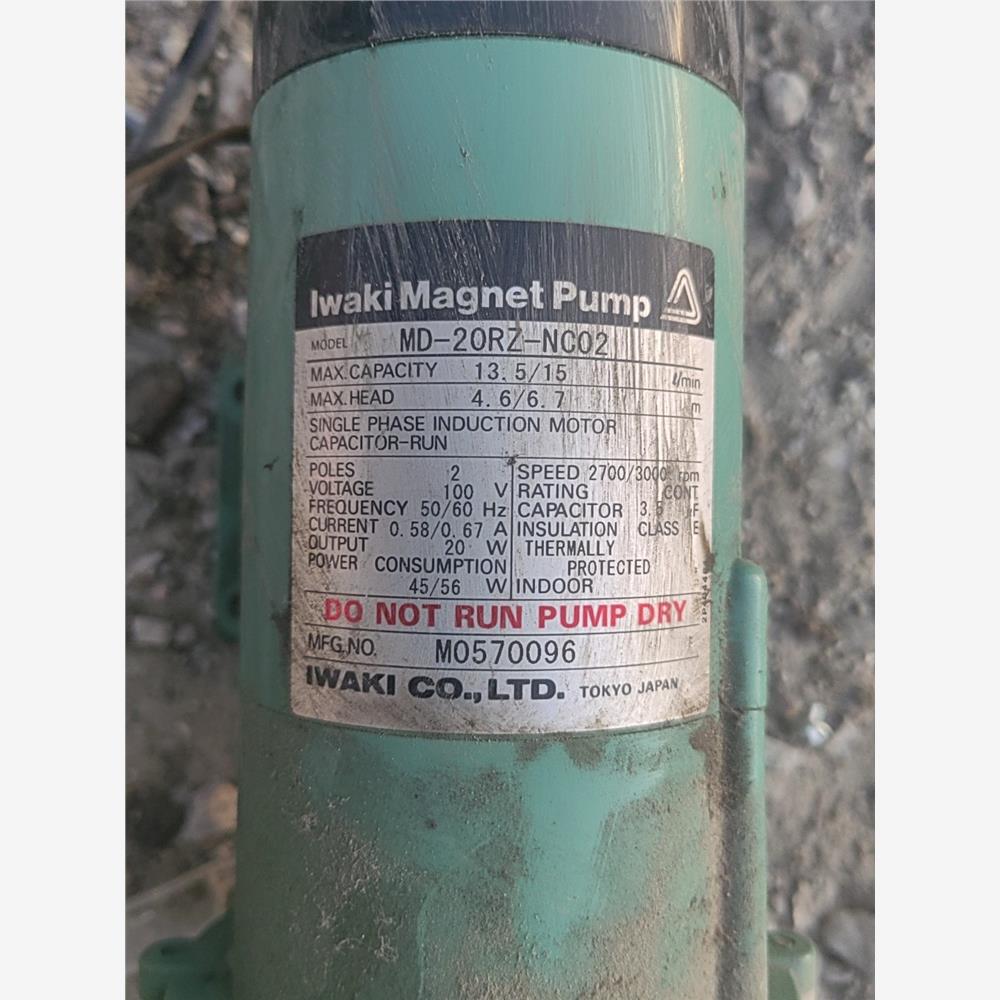 Iwaki Magnet Pump
MODEL MD-20RZ-NC02
MAX. CAPACITY 13.5/15 ℓ/min
MAX. HEAD 4.6/6.7 m
SINGLE PHASE INDUCTION MOTOR
CAPACITOR-RUN
POLES 2 SPEED 2700/3000 rpm
VOLTAGE 100 V RATING CONT
FREQUENCY 50/60 Hz CAPACITOR 3.5 μF
CURRENT 0.58/0.67 A INSULATION CLASS E
OUTPUT 20 W THERMALLY
POWER CONSUMPTION PROTECTED
45/56 W INDOOR
DO NOT RUN PUMP DRY
MFG.NO. M0570096
IWAKI CO.,LTD. TOKYO JAPAN